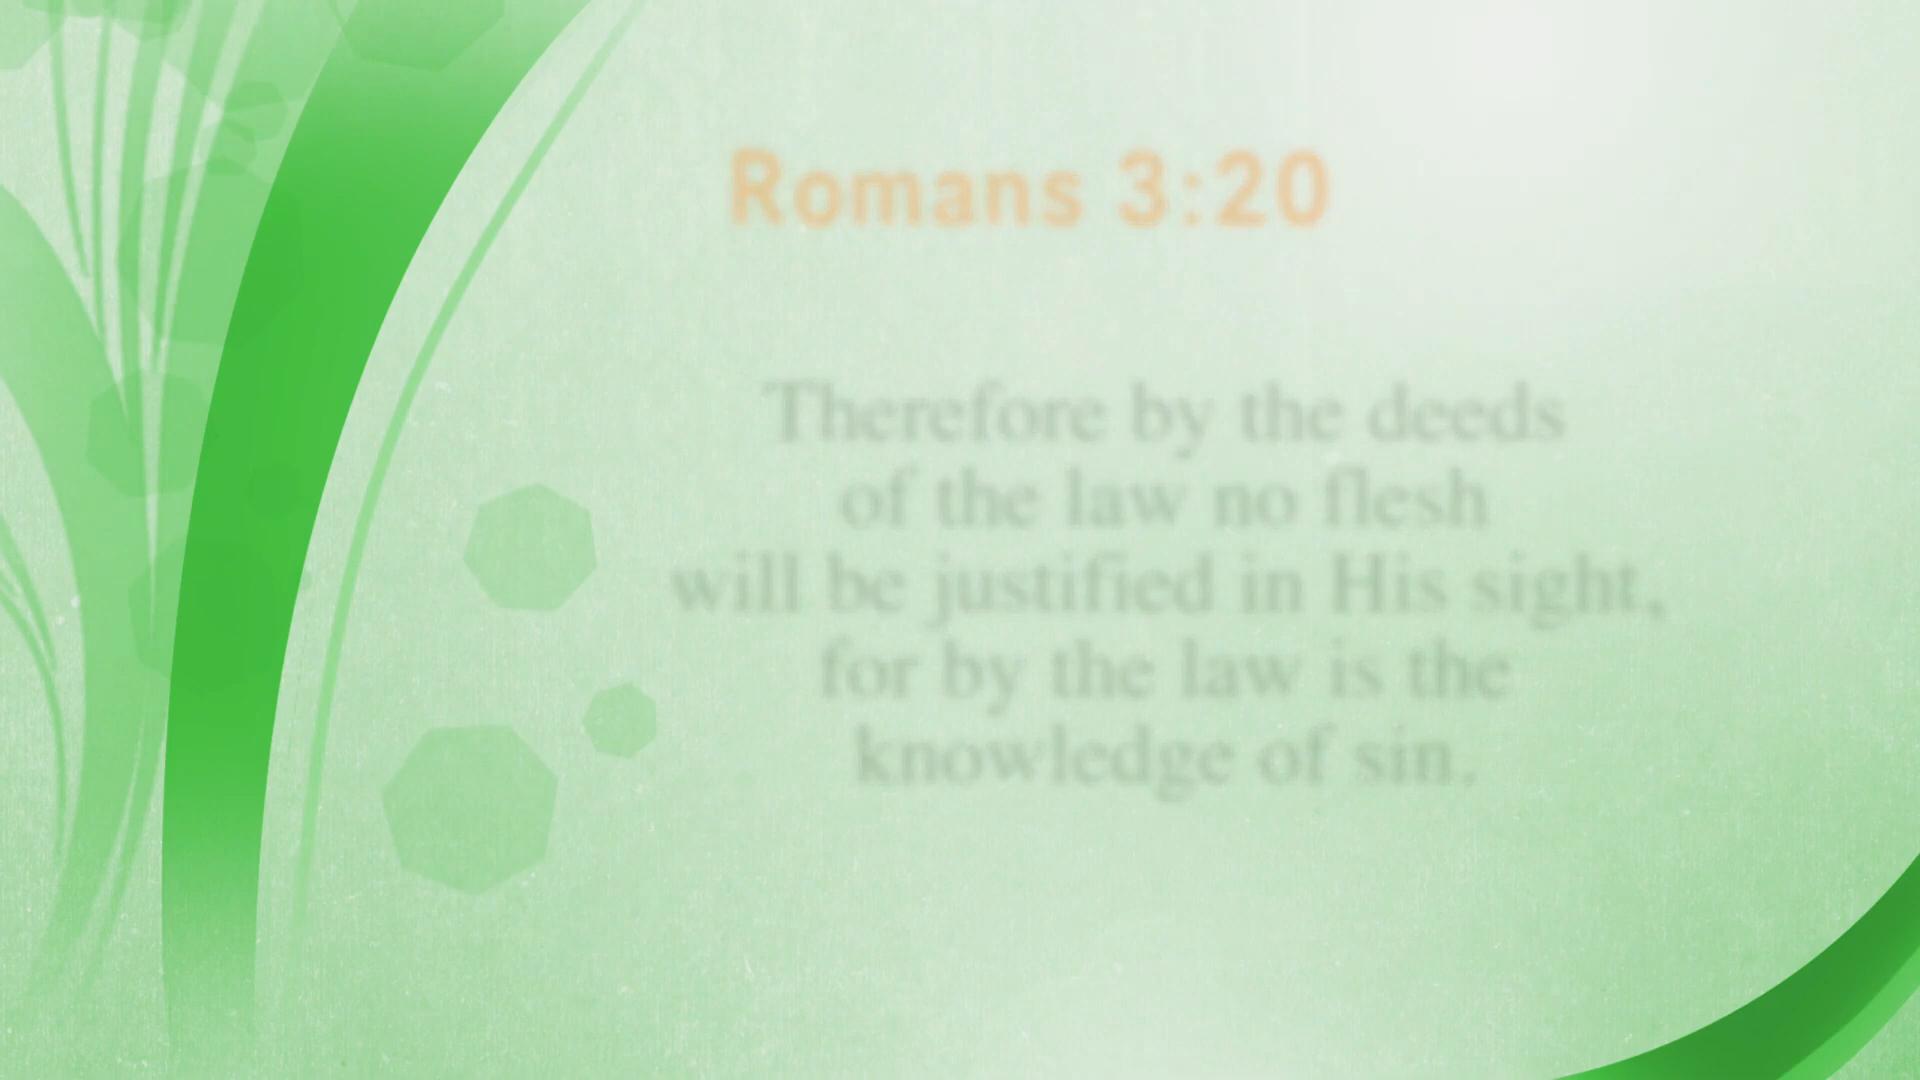 Romans 3:20
Therefore by the deeds
of the law no flesh
will be justified in His sight,
for by the law is the
knowledge of sin.